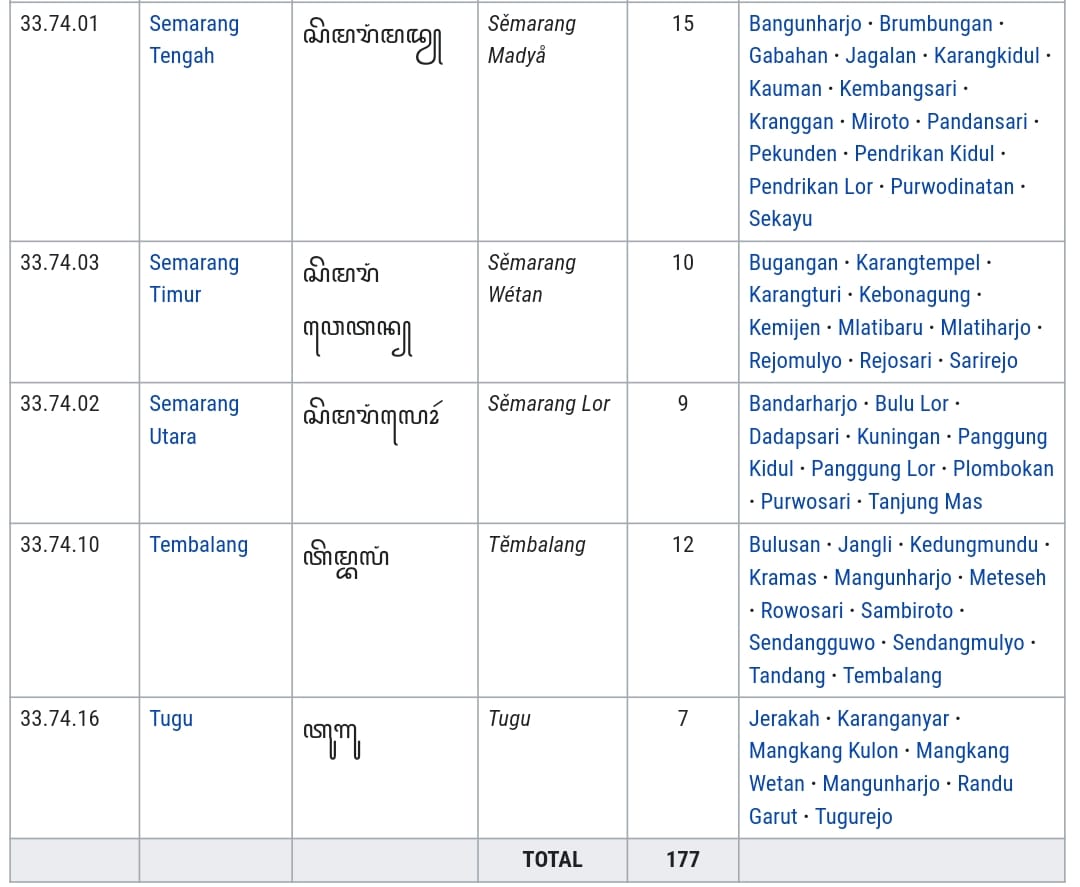 33.74.01 Semarang ꦱꦼꦩꦫꦁꦩꦢꦾ Sĕmarang 15 Bangunharjo · Brumbungan ·
Tengah Madyå Gabahan · Jagalan · Karangkidul ·
Kauman · Kembangsari ·
Kranggan · Miroto · Pandansari ·
Pekunden · Pendrikan Kidul ·
Pendrikan Lor · Purwodinatan ·
Sekayu
33.74.03 Semarang ꦱꦼꦩꦫꦁ Sĕmarang 10 Bugangan · Karangtempel ·
Timur ꦮꦺꦠꦤ꧀ Wétan Karangturi · Kebonagung ·
Kemijen · Mlatibaru · Mlatiharjo ·
Rejomulyo · Rejosari · Sarirejo
33.74.02 Semarang ꦱꦼꦩꦫꦁꦭꦺꦴꦂ Sĕmarang Lor 9 Bandarharjo · Bulu Lor ·
Utara Dadapsari · Kuningan · Panggung
Kidul · Panggung Lor · Plombokan
· Purwosari · Tanjung Mas
33.74.10 Tembalang ꦠꦼꦩ꧀ꦧꦭꦁ Tĕmbalang 12 Bulusan · Jangli · Kedungmundu ·
Kramas · Mangunharjo · Meteseh
· Rowosari · Sambiroto ·
Sendangguwo · Sendangmulyo ·
Tandang · Tembalang
33.74.16 Tugu ꦠꦸꦒꦸ Tugu 7 Jerakah · Karanganyar ·
Mangkang Kulon · Mangkang
Wetan · Mangunharjo · Randu
Garut · Tugurejo
TOTAL 177